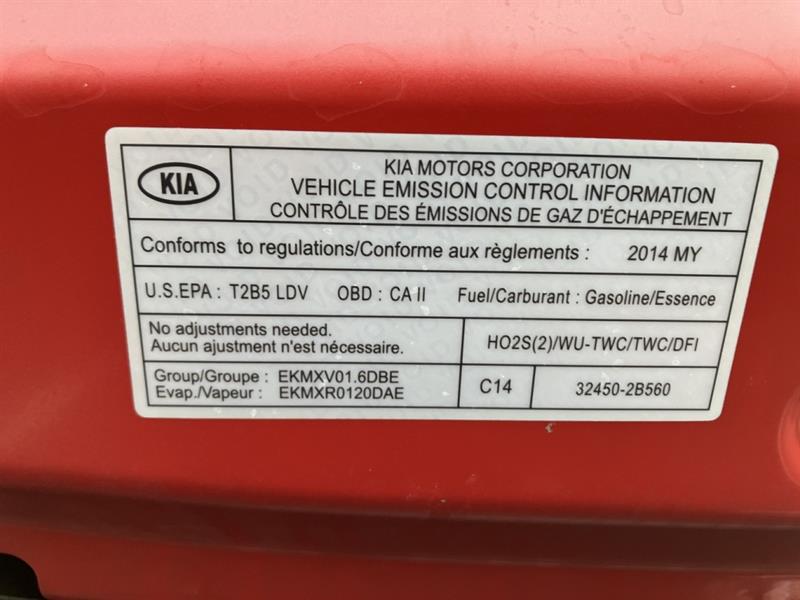 KIA
KIA MOTORS CORPORATION
VEHICLE EMISSION CONTROL INFORMATION
CONTRÔLE DES ÉMISSIONS DE GAZ D'ÉCHAPPEMENT
Conforms to regulations/Conforme aux règlements : 2014 MY
U.S.EPA : T2B5 LDV OBD : CA II Fuel/Carburant : Gasoline/Essence
No adjustments needed.
Aucun ajustment n'est nécessaire.
HO2S(2)/WU-TWC/TWC/DFI
Group/Groupe : EKMXV01.6DBE
Evap./Vapeur : EKMXR0120DAE
C14
32450-2B560